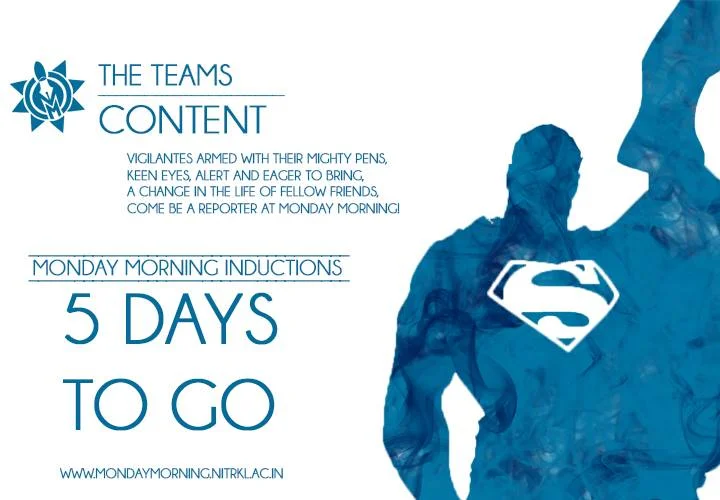 THE TEAMS
CONTENT
VIGILANTES ARMED WITH THEIR MIGHTY PENS,
KEEN EYES, ALERT AND EAGER TO BRING,
A CHANGE IN THE LIFE OF FELLOW FRIENDS,
COME BE A REPORTER AT MONDAY MORNING!
MONDAY MORNING INDUCTIONS
5 DAYS
TO GO
WWW.MONDAYMORNING.NITRKL.AC.IN
M
S